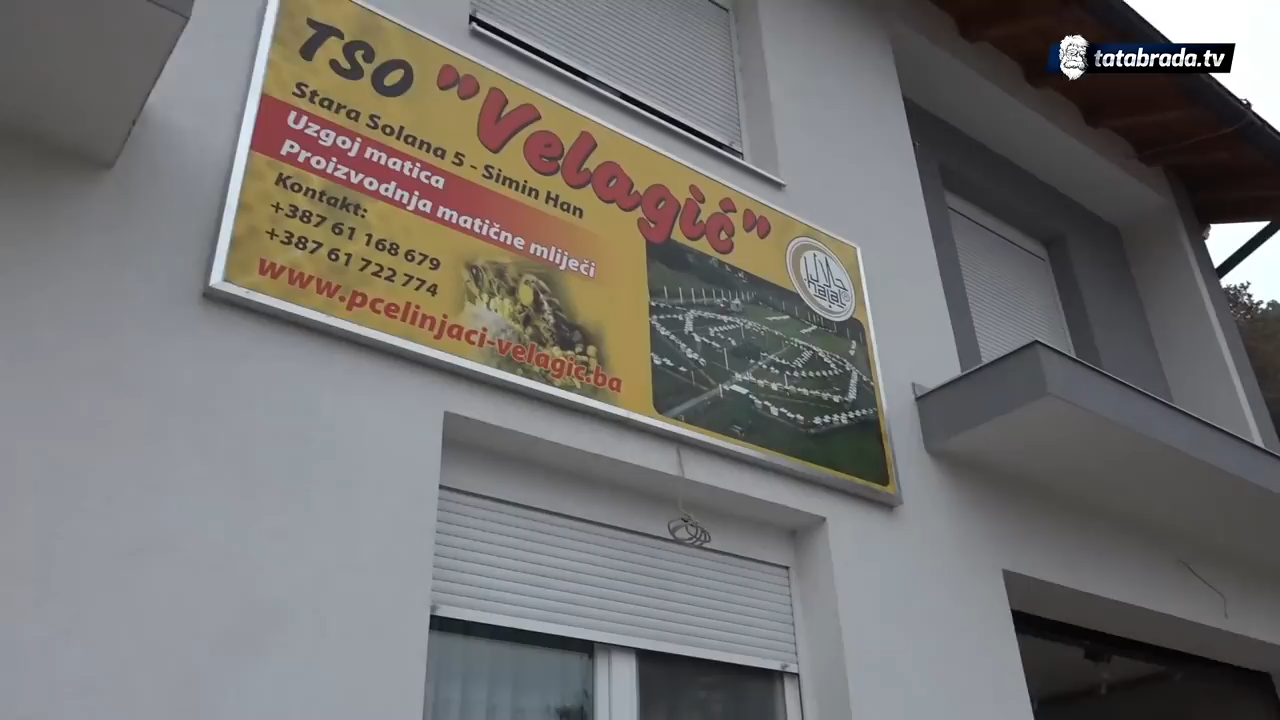 tatabrada.tv
TSO "Velagić"
Stara Solana 5 - Simin Han
Uzgoj matica
Proizvodnja matične mliječi
Kontakt:
+387 61 168 679
+387 61 722 774
www.pcelinjaci-velagic.ba
حلال
halal